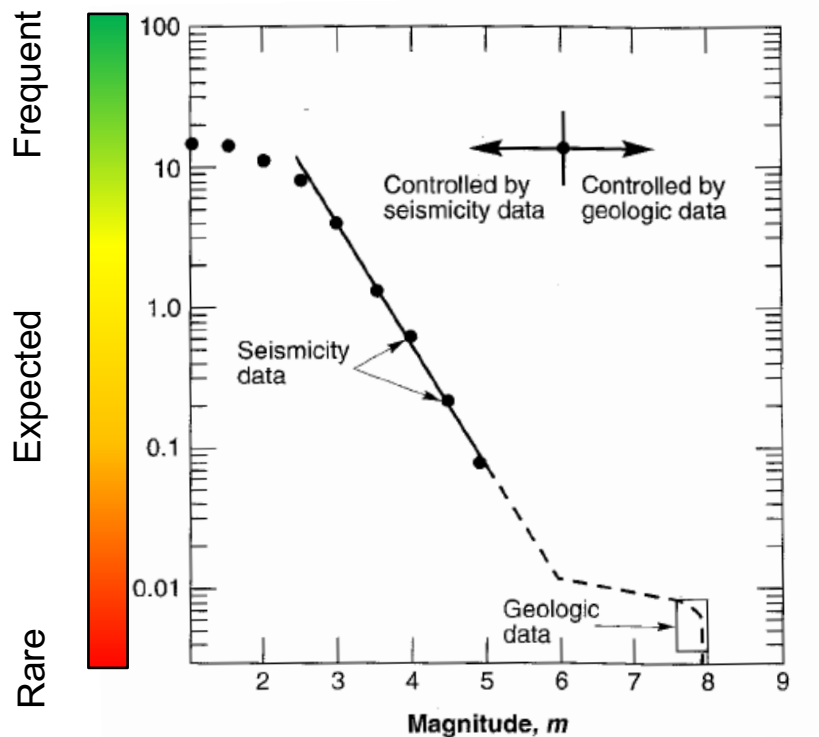 Frequent
Expected
Rare
100
10
1.0
0.1
0.01
Controlled by
seismicity data
Controlled by
geologic data
Seismicity
data
Geologic
data
2 3 4 5 6 7 8 9
Magnitude, m